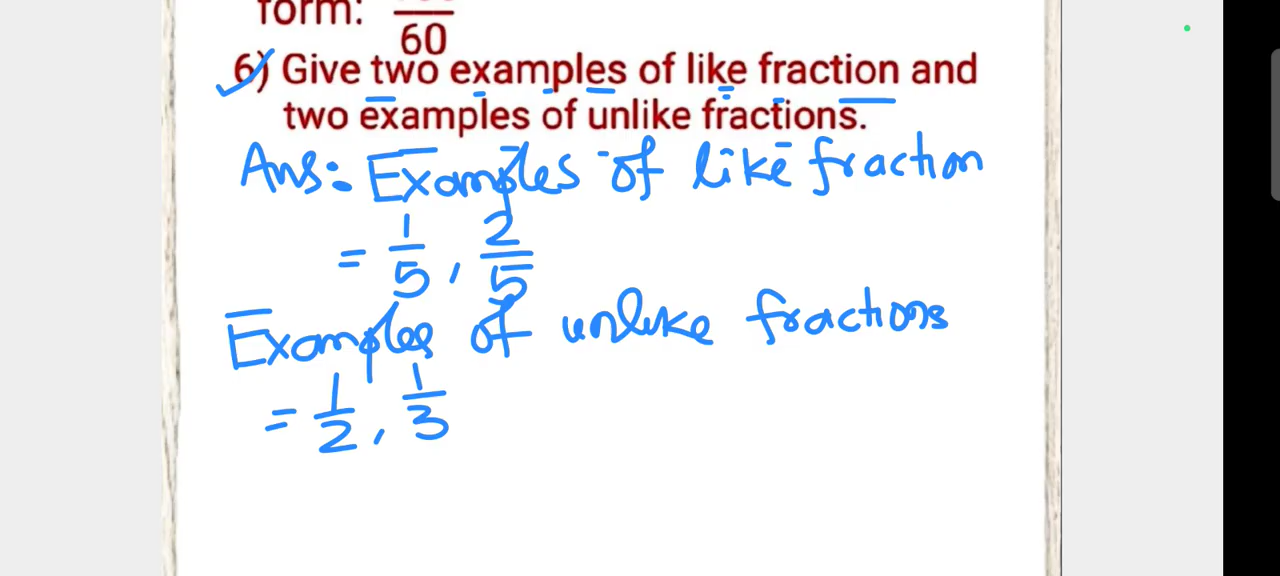 form:
60
6) Give two examples of like fraction and
two examples of unlike fractions.
Ans: Examples of like fraction
= 1/5, 2/5
Examples of unlike fractions
= 1/2, 1/3